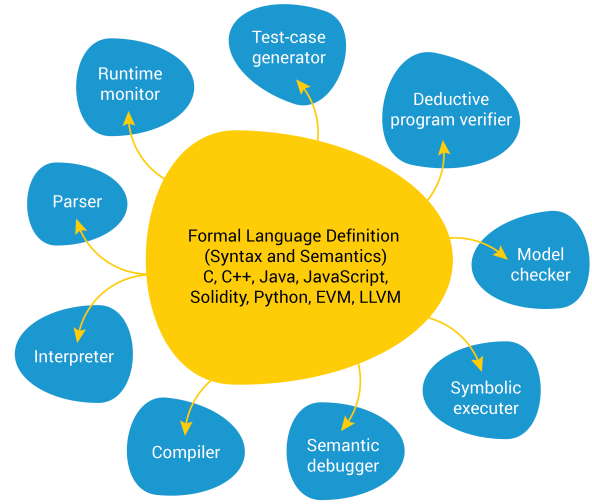 Test-case
generator
Runtime
monitor
Deductive
program verifier
Parser
Formal Language Definition
(Syntax and Semantics)
C, C++, Java, JavaScript,
Solidity, Python, EVM, LLVM
Model
checker
Interpreter
Symbolic
executer
Compiler
Semantic
debugger